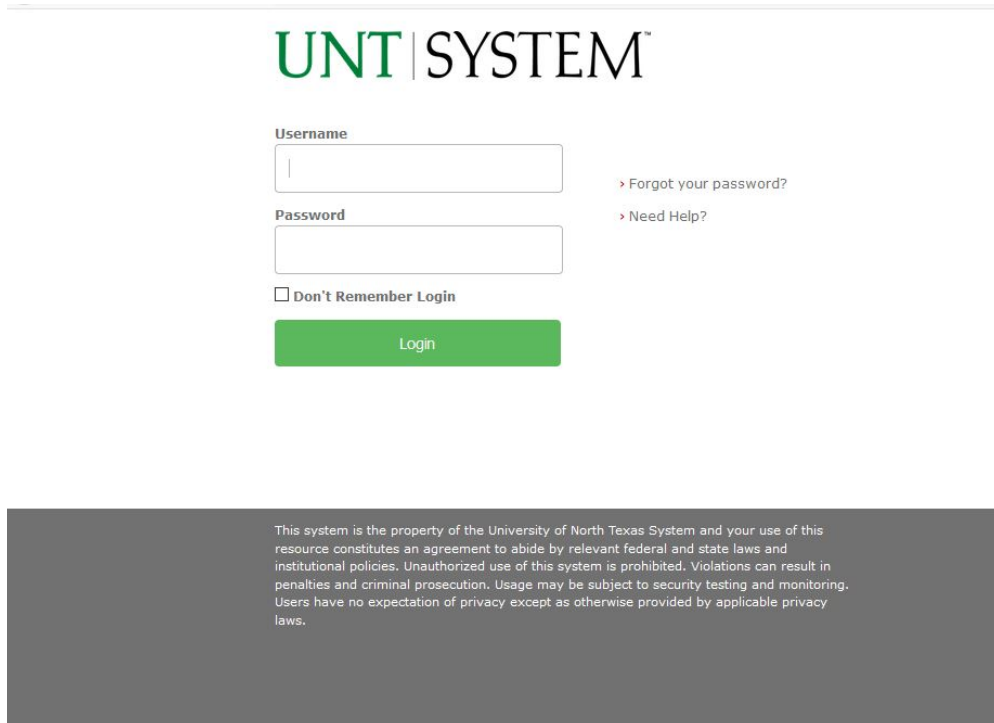 UNT | SYSTEM™
Username
› Forgot your password?
Password
› Need Help?
Don't Remember Login
Login
This system is the property of the University of North Texas System and your use of this
resource constitutes an agreement to abide by relevant federal and state laws and
institutional policies. Unauthorized use of this system is prohibited. Violations can result in
penalties and criminal prosecution. Usage may be subject to security testing and monitoring.
Users have no expectation of privacy except as otherwise provided by applicable privacy
laws.